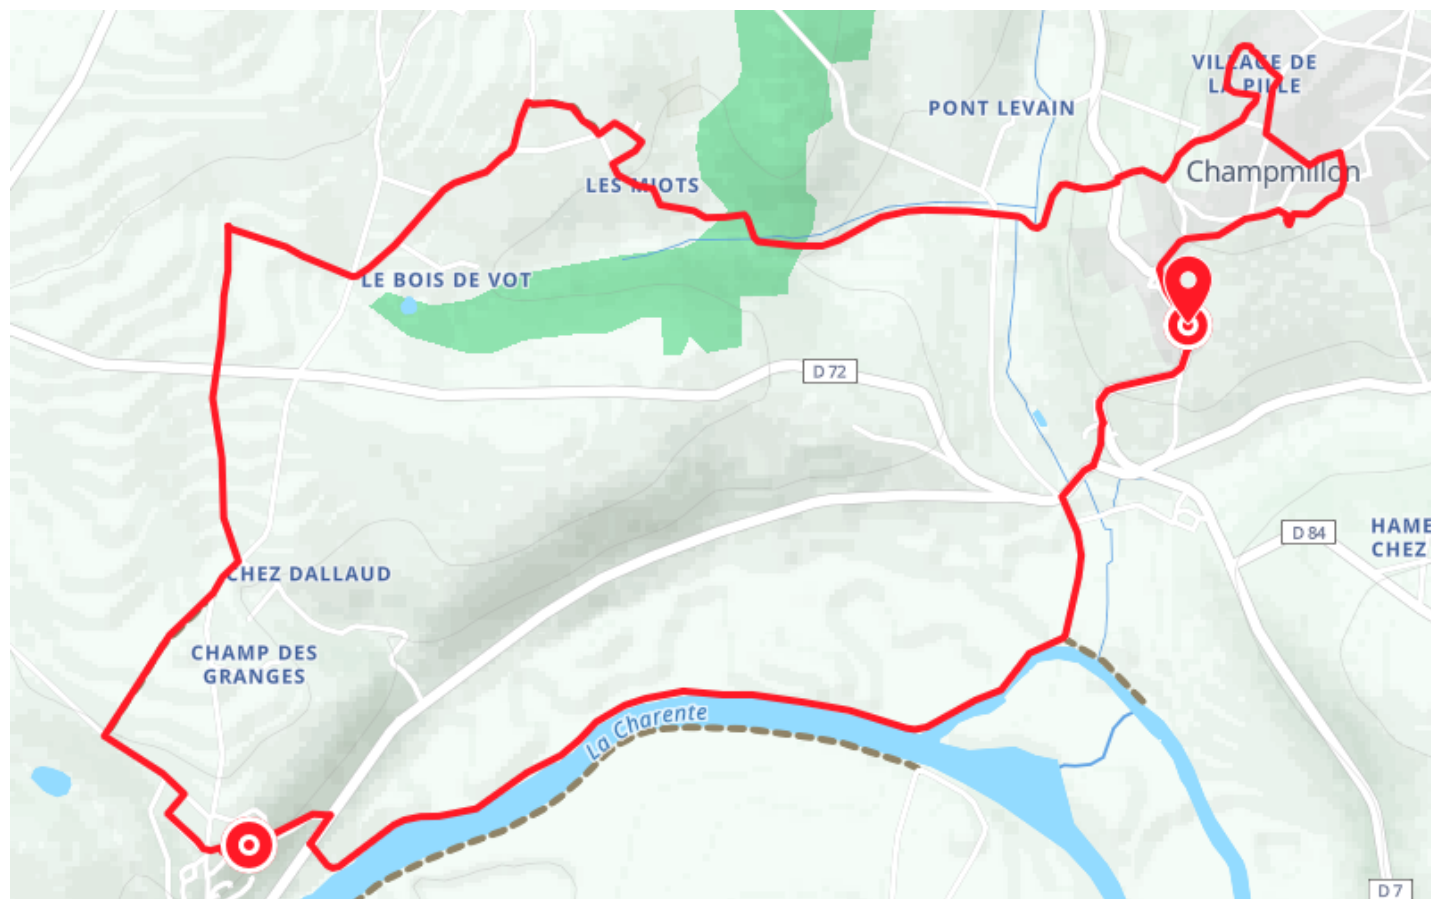 VILLAGE DE
LA PILLE
PONT LEVAIN
Champmillon
LES MIOTS
LE BOIS DE VOT
D 72
D 84
HAME
CHEZ
CHEZ DALLAUD
CHAMP DES
GRANGES
La Charente
D 7